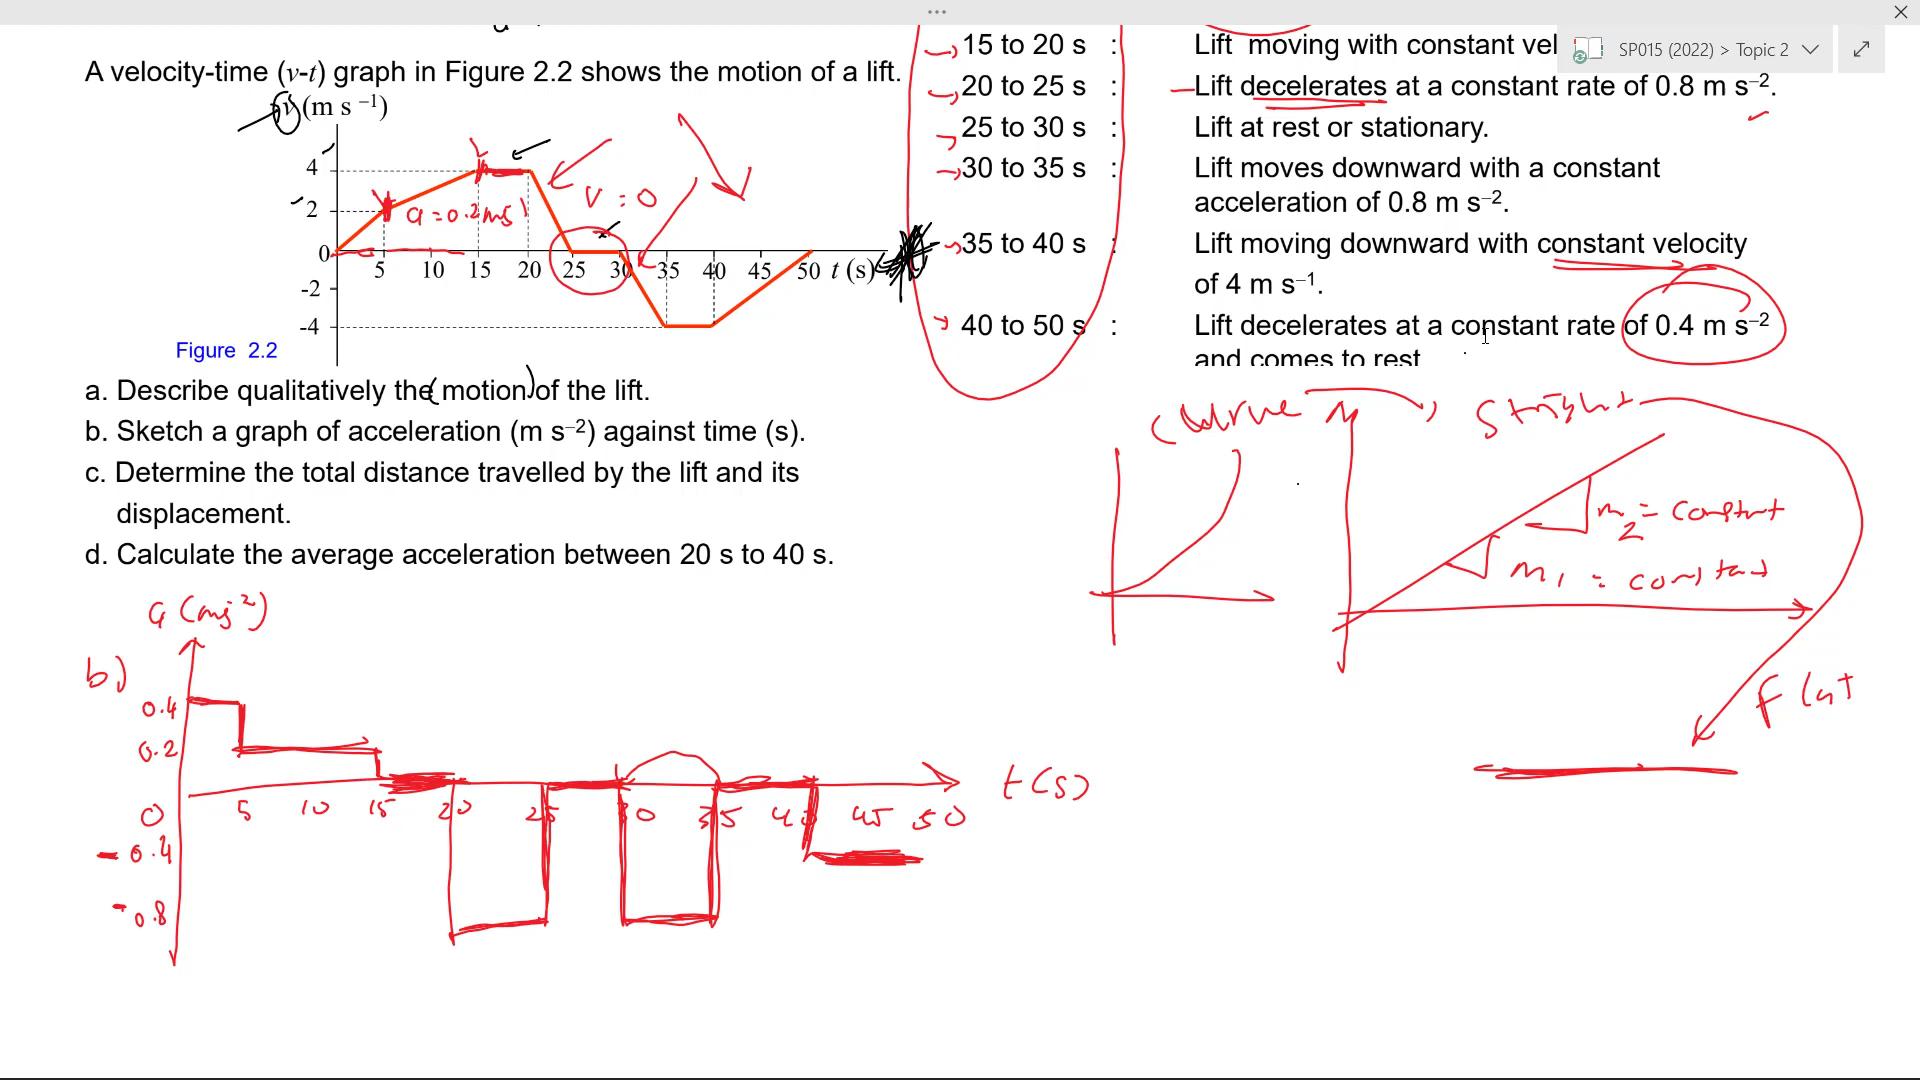 SP015 (2022) > Topic 2
A velocity-time (v-t) graph in Figure 2.2 shows the motion of a lift.
(m s ⁻¹)
4
2
0
-2
-4
5 10 15 20 25 30 35 40 45 50 t (s)
a = 0.2 ms
v = 0
Figure 2.2
a. Describe qualitatively the motion of the lift.
b. Sketch a graph of acceleration (m s⁻²) against time (s).
c. Determine the total distance travelled by the lift and its
displacement.
d. Calculate the average acceleration between 20 s to 40 s.
15 to 20 s : Lift moving with constant vel
20 to 25 s : Lift decelerates at a constant rate of 0.8 m s⁻².
25 to 30 s : Lift at rest or stationary.
30 to 35 s : Lift moves downward with a constant
acceleration of 0.8 m s⁻².
35 to 40 s : Lift moving downward with constant velocity
of 4 m s⁻¹.
40 to 50 s : Lift decelerates at a constant rate of 0.4 m s⁻²
and comes to rest
Curve
Straight
m₂ = constant
m₁ = constant
Flat
b)
a (ms⁻²)
0.4
0.2
0
-0.4
-0.8
5 10 15 20 25 30 35 40 45 50
t (s)